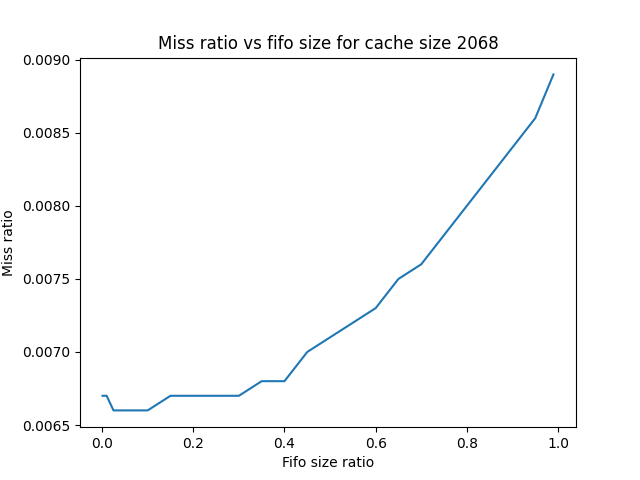 Miss ratio vs fifo size for cache size 2068
0.0090
0.0085
0.0080
0.0075
0.0070
0.0065
Miss ratio
0.0 0.2 0.4 0.6 0.8 1.0
Fifo size ratio